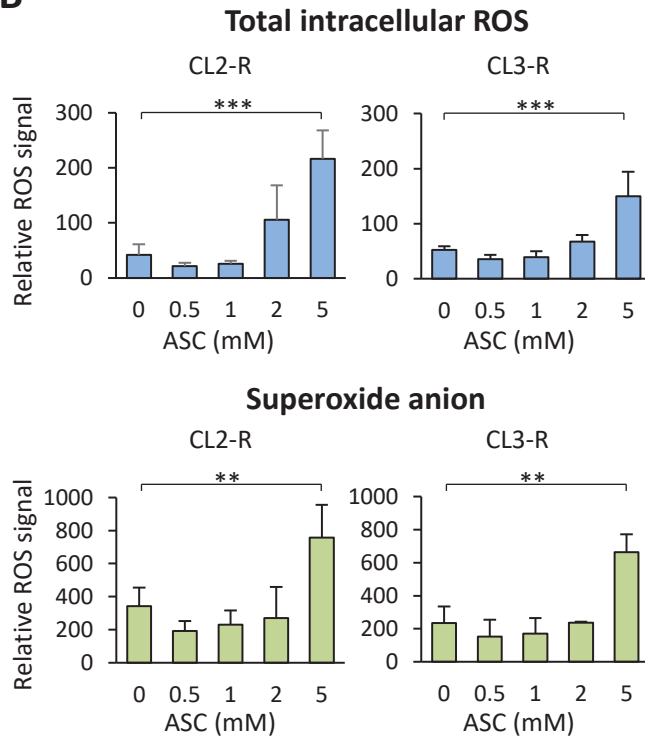 B
Total intracellular ROS
CL2-R CL3-R
Relative ROS signal
300 *** 300 ***
200 200
100 100
0 0
0 0.5 1 2 5 0 0.5 1 2 5
ASC (mM) ASC (mM)
Superoxide anion
CL2-R CL3-R
Relative ROS signal
1000 ** 1000 **
800 800
600 600
400 400
200 200
0 0
0 0.5 1 2 5 0 0.5 1 2 5
ASC (mM) ASC (mM)